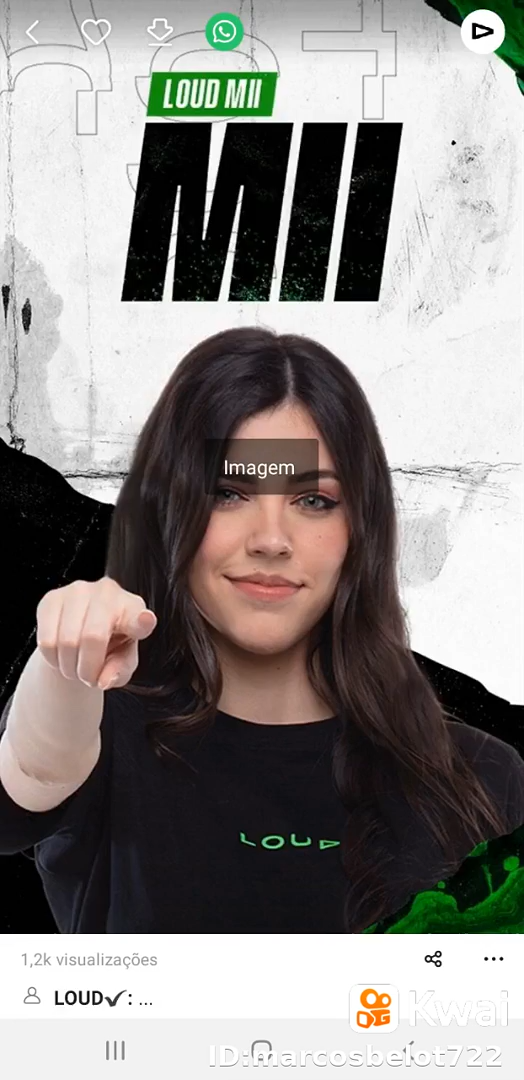 LOUD MII
MII
Imagem
LOUD
1,2k visualizações
LOUD✓: ...
Kwai
ID:marcosbelot722